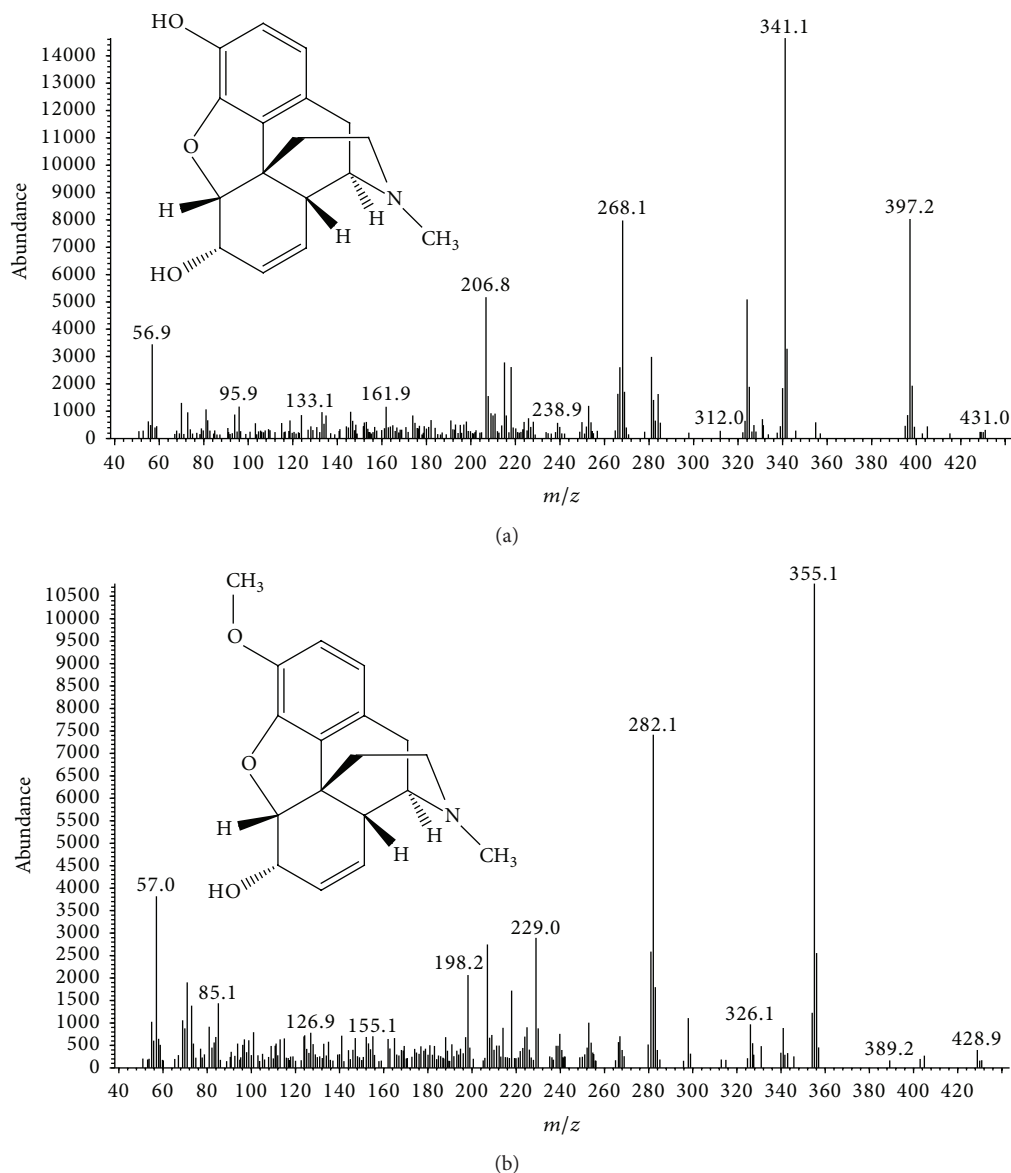 HO
O
H
HO
H
H
N
CH3
Abundance
14000
13000
12000
11000
10000
9000
8000
7000
6000
5000
4000
3000
2000
1000
0
56.9
95.9
133.1
161.9
206.8
238.9
268.1
312.0
341.1
397.2
431.0
40 60 80 100 120 140 160 180 200 220 240 260 280 300 320 340 360 380 400 420
m/z
(a)
CH3
O
O
H
HO
H
H
N
CH3
Abundance
10500
10000
9500
9000
8500
8000
7500
7000
6500
6000
5500
5000
4500
4000
3500
3000
2500
2000
1500
1000
500
0
57.0
85.1
126.9
155.1
198.2
229.0
282.1
326.1
355.1
389.2
428.9
40 60 80 100 120 140 160 180 200 220 240 260 280 300 320 340 360 380 400 420
m/z
(b)